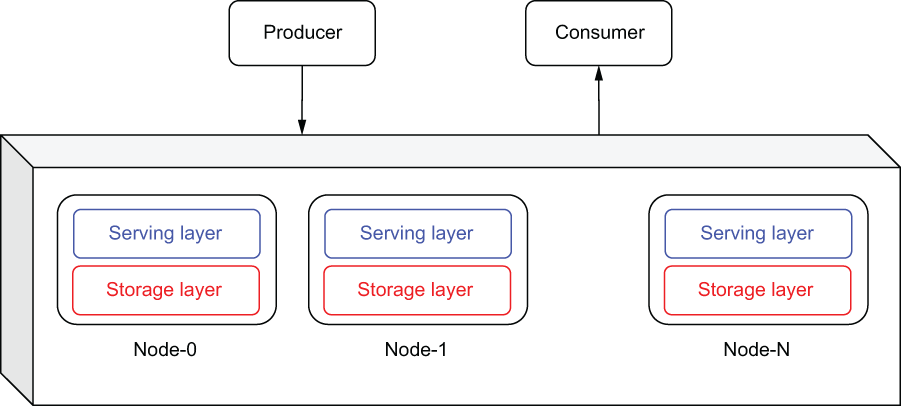 Producer
Consumer
Serving layer
Serving layer
Serving layer
Storage layer
Storage layer
Storage layer
Node-0
Node-1
Node-N